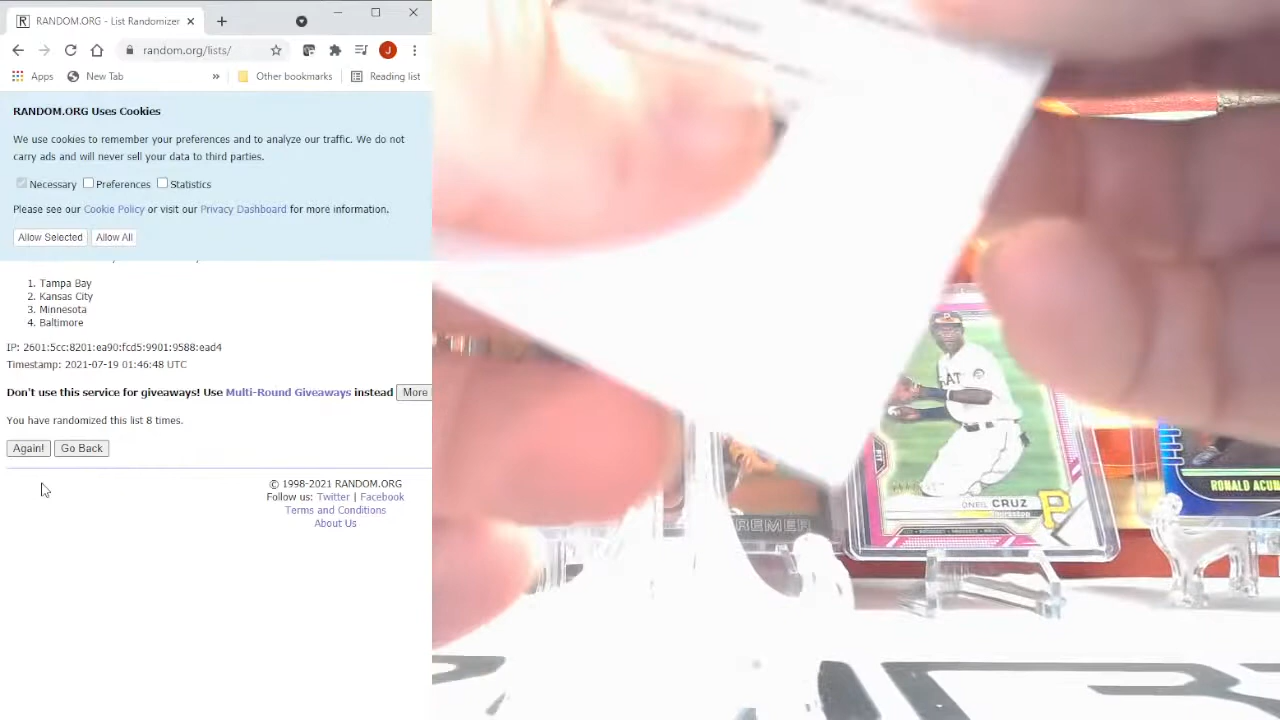 RANDOM.ORG - List Randomizer
random.org/lists/
J
Apps
New Tab
»
Other bookmarks
Reading list
RANDOM.ORG Uses Cookies
We use cookies to remember your preferences and to analyze our traffic. We do not
carry ads and will never sell your data to third parties.
Necessary Preferences Statistics
Please see our Cookie Policy or visit our Privacy Dashboard for more information.
Allow Selected Allow All
1. Tampa Bay
2. Kansas City
3. Minnesota
4. Baltimore
IP: 2601:5cc:8201:ea90:fcd5:9901:9588:ead4
Timestamp: 2021-07-19 01:46:48 UTC
Don't use this service for giveaways! Use Multi-Round Giveaways instead More
You have randomized this list 8 times.
Again! Go Back
© 1998-2021 RANDOM.ORG
Follow us: Twitter | Facebook
Terms and Conditions
About Us
ONEIL CRUZ
P
REMER
RONALD ACUN